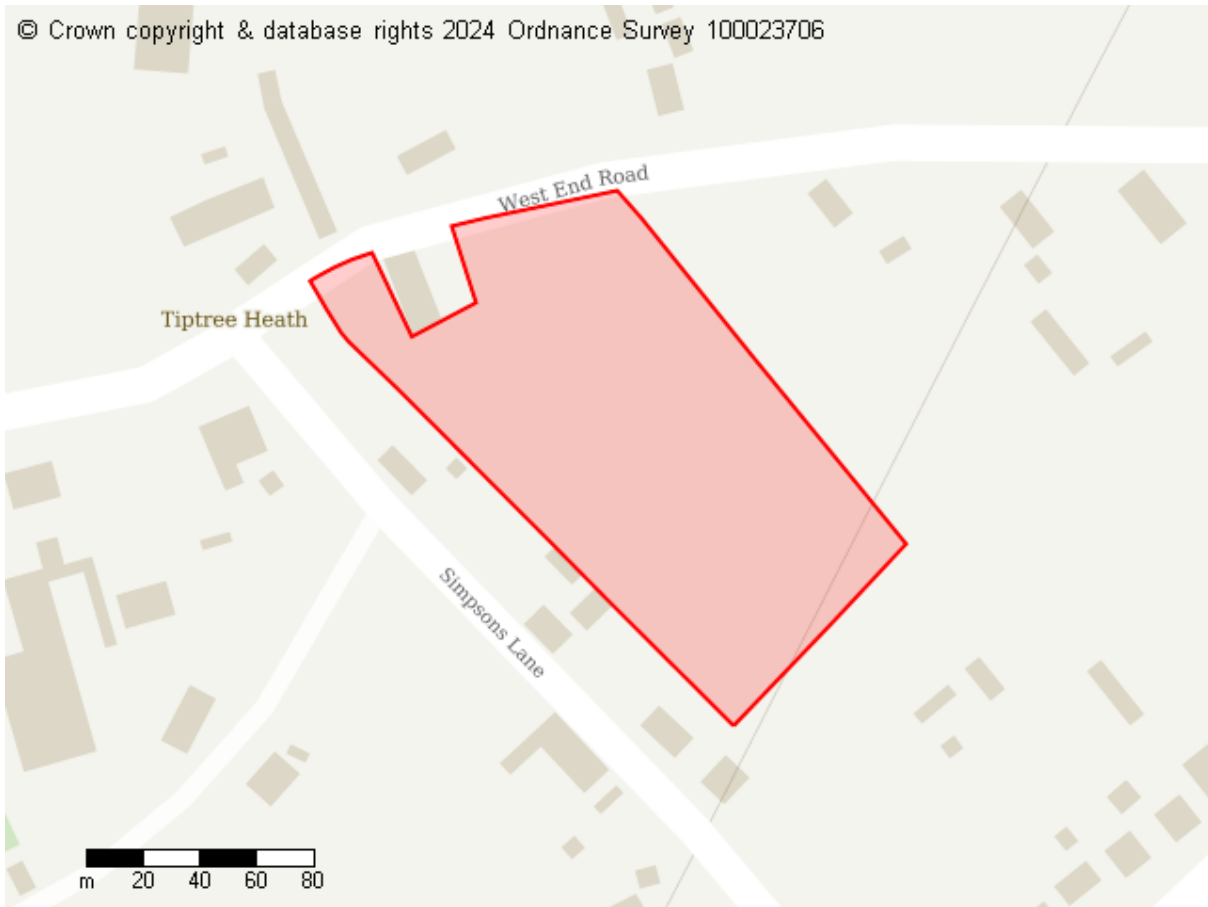 © Crown copyright & database rights 2024 Ordnance Survey 100023706
West End Road
Tiptree Heath
Simpsons Lane
m 20 40 60 80